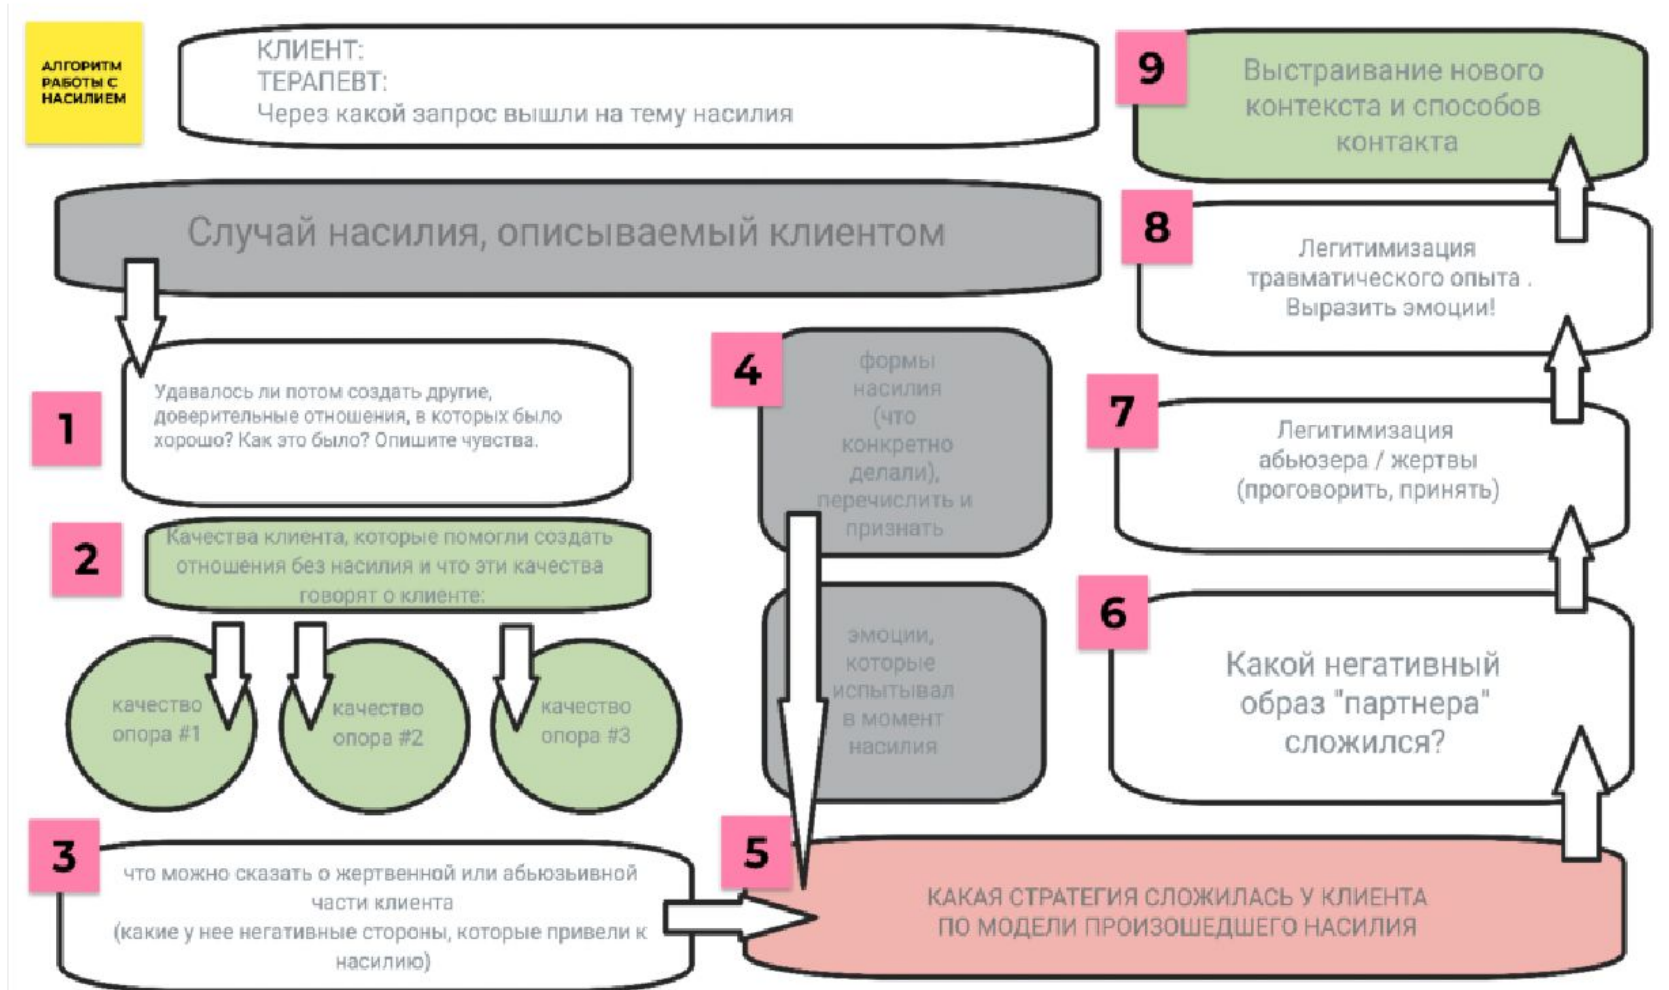 АЛГОРИТМ
РАБОТЫ С
НАСИЛИЕМ
КЛИЕНТ:
ТЕРАПЕВТ:
Через какой запрос вышли на тему насилия
Случай насилия, описываемый клиентом
1
Удавалось ли потом создать другие,
доверительные отношения, в которых было
хорошо? Как это было? Опишите чувства.
2
Качества клиента, которые помогли создать
отношения без насилия и что эти качества
говорят о клиенте:
качество
опора #1
качество
опора #2
качество
опора #3
3
что можно сказать о жертвенной или абьюзьивной
части клиента
(какие у нее негативные стороны, которые привели к
насилию)
4
формы
насилия
(что
конкретно
делали),
перечислить и
признать
эмоции,
которые
испытывал
в момент
насилия
5
КАКАЯ СТРАТЕГИЯ СЛОЖИЛАСЬ У КЛИЕНТА
ПО МОДЕЛИ ПРОИЗОШЕДШЕГО НАСИЛИЯ
6
Какой негативный
образ "партнера"
сложился?
7
Легитимизация
абьюзера / жертвы
(проговорить, принять)
8
Легитимизация
травматического опыта .
Выразить эмоции!
9
Выстраивание нового
контекста и способов
контакта